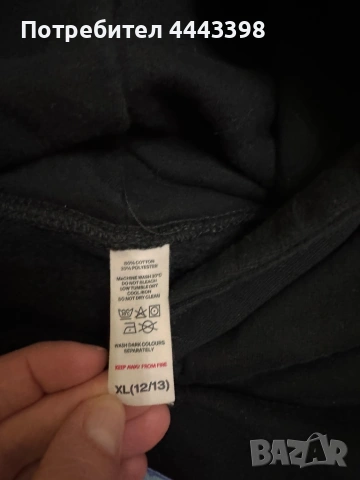 Потребител 4443398
80% COTTON
20% POLYESTER
MACHINE WASH 30°C
DO NOT BLEACH
LOW TUMBLE DRY
COOL IRON
DO NOT DRY CLEAN
WASH DARK COLOURS
SEPARATELY
KEEP AWAY FROM FIRE
XL(12/13)
BAZAR